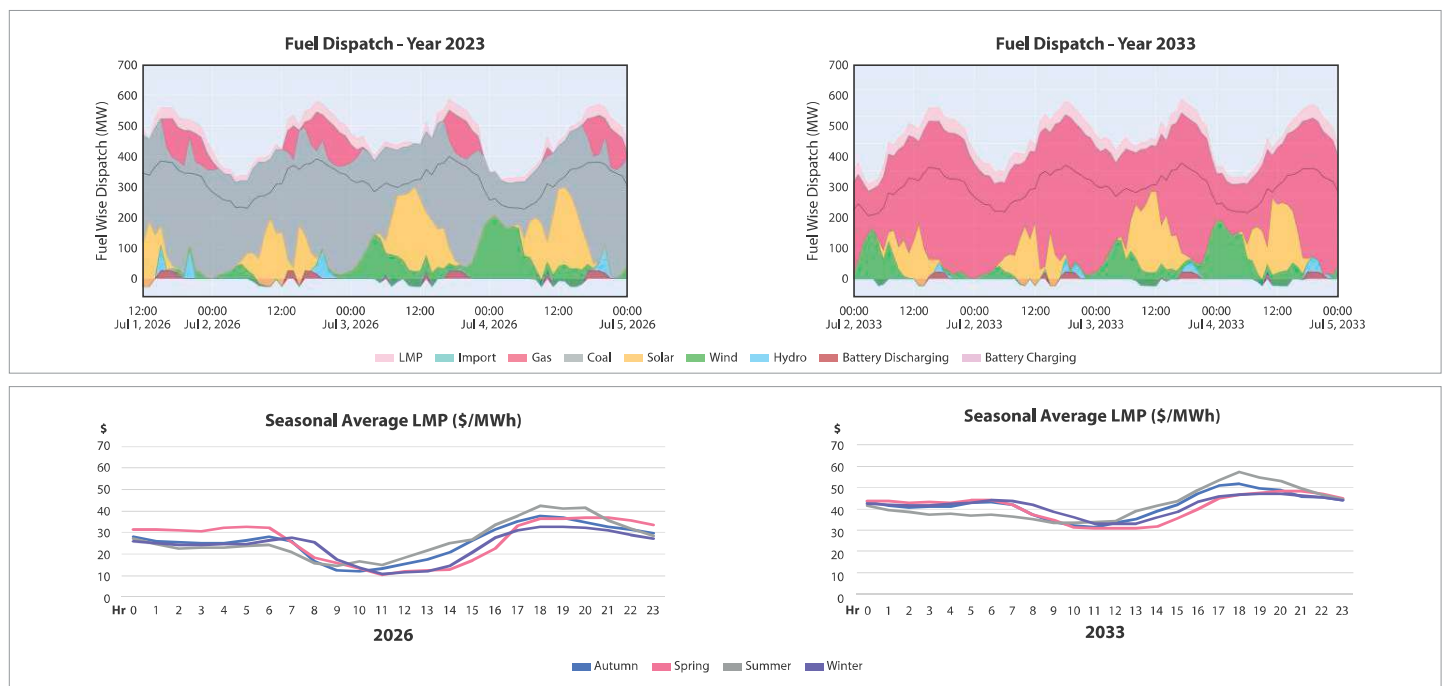 Fuel Dispatch – Year 2023
Fuel Wise Dispatch (MW)
700
600
500
400
300
200
100
0
12:00 00:00 12:00 00:00 12:00 00:00 12:00 00:00
Jul 1, 2026 Jul 2, 2026 Jul 3, 2026 Jul 4, 2026 Jul 5, 2026
Fuel Dispatch – Year 2033
Fuel Wise Dispatch (MW)
700
600
500
400
300
200
100
0
00:00 12:00 00:00 12:00 00:00 12:00 00:00 12:00 00:00
Jul 2, 2033 Jul 2, 2033 Jul 3, 2033 Jul 4, 2033 Jul 5, 2033
LMP Import Gas Coal Solar Wind Hydro Battery Discharging Battery Charging
Seasonal Average LMP ($/MWh)
$
70
60
50
40
30
20
10
0
Hr 0 1 2 3 4 5 6 7 8 9 10 11 12 13 14 15 16 17 18 19 20 21 22 23
2026
Seasonal Average LMP ($/MWh)
$
70
60
50
40
30
20
10
0
Hr 0 1 2 3 4 5 6 7 8 9 10 11 12 13 14 15 16 17 18 19 20 21 22 23
2033
Autumn Spring Summer Winter